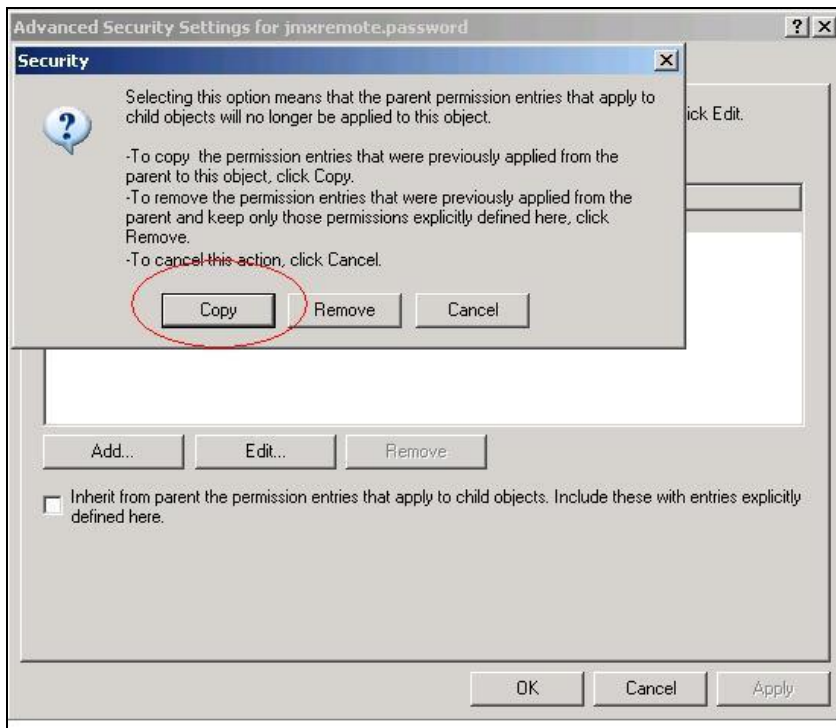 Advanced Security Settings for jmxremote.password
Security
Selecting this option means that the parent permission entries that apply to
child objects will no longer be applied to this object.
ick Edit.
-To copy the permission entries that were previously applied from the
parent to this object, click Copy.
-To remove the permission entries that were previously applied from the
parent and keep only those permissions explicitly defined here, click
Remove.
-To cancel this action, click Cancel.
Copy Remove Cancel
Add... Edit... Remove
Inherit from parent the permission entries that apply to child objects. Include these with entries explicitly
defined here.
OK Cancel Apply